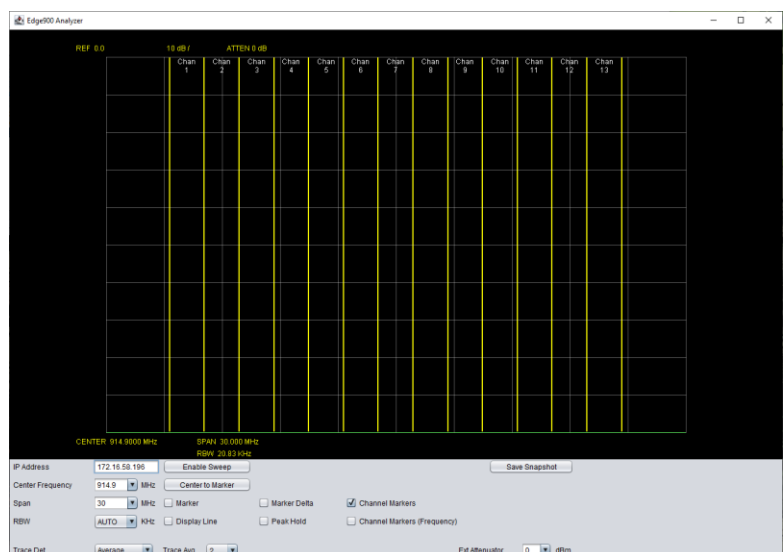 Edge900 Analyzer
REF 0.0 10 dB / ATTEN 0 dB
Chan 1 Chan 2 Chan 3 Chan 4 Chan 5 Chan 6 Chan 7 Chan 8 Chan 9 Chan 10 Chan 11 Chan 12 Chan 13
CENTER 914.9000 MHz SPAN 30.000 MHz
RBW 20.83 KHz
IP Address 172.16.58.196 Enable Sweep Save Snapshot
Center Frequency 914.9 MHz Center to Marker
Span 30 MHz Marker Marker Delta Channel Markers
RBW AUTO KHz Display Line Peak Hold Channel Markers (Frequency)
Trace Det Average Trace Avg 2 Ext Attenuator 0 dBm